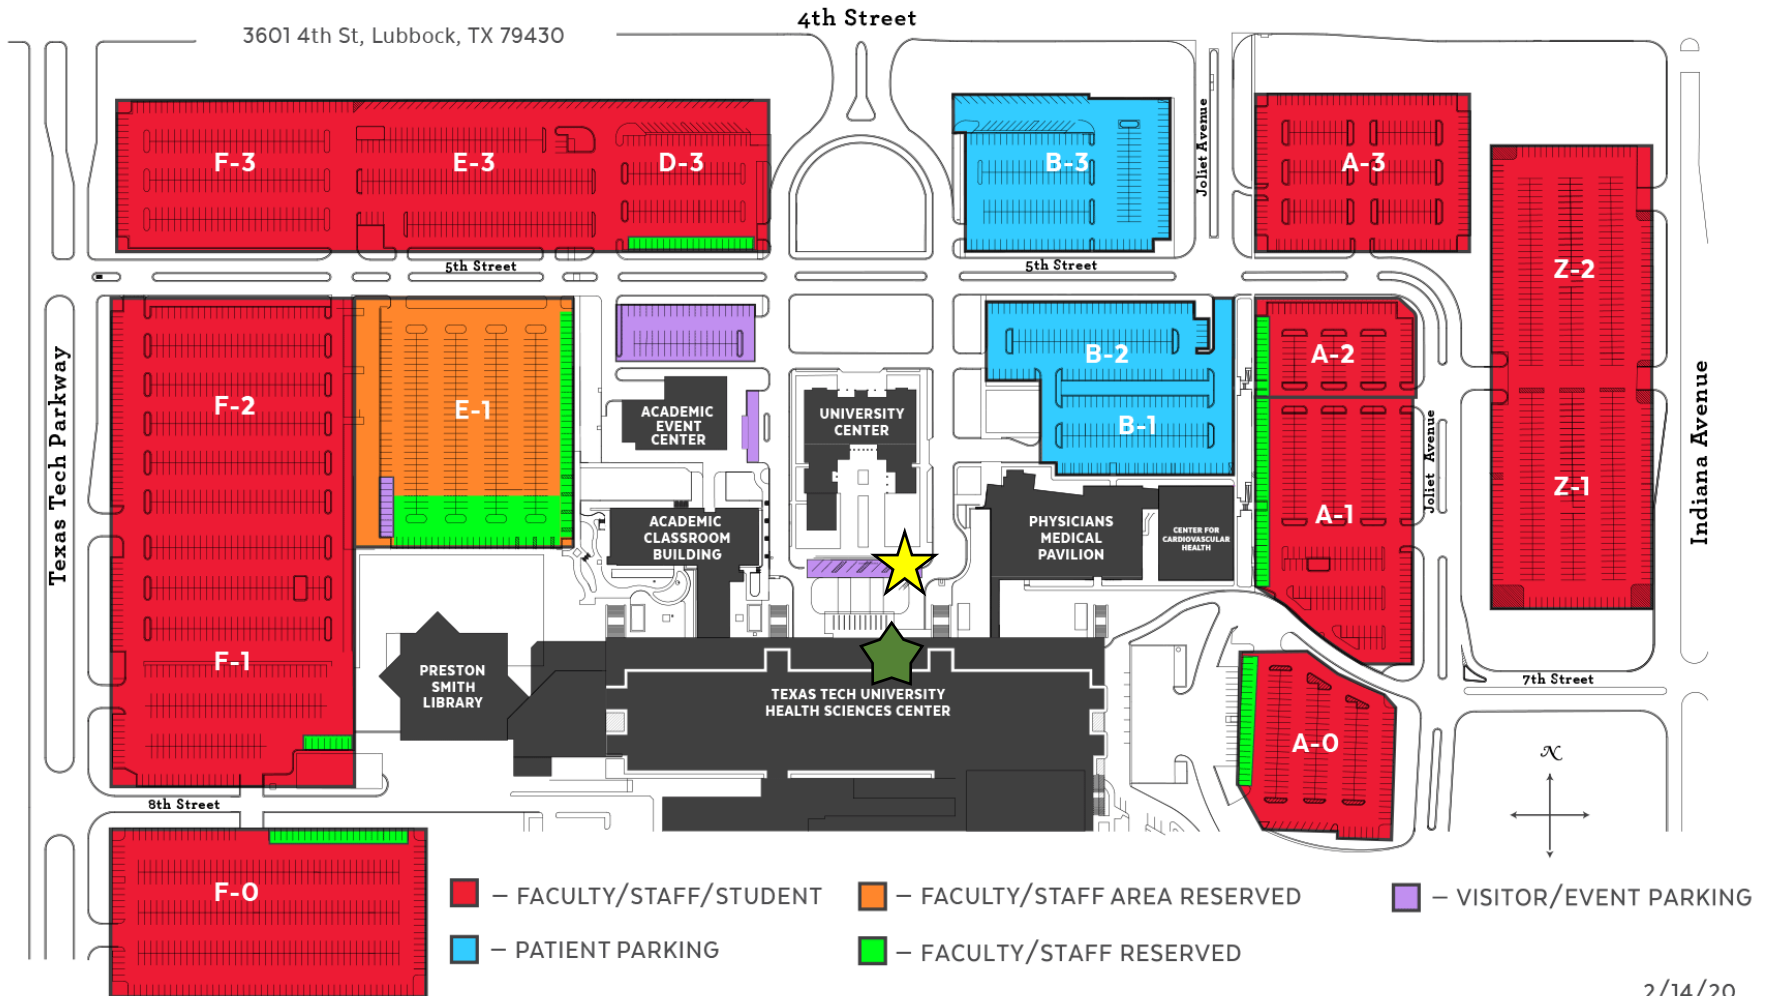 4th Street
3601 4th St, Lubbock, TX 79430
Joliet Avenue
F-3
E-3
D-3
B-3
A-3
Z-2
5th Street
5th Street
Texas Tech Parkway
F-2
E-1
ACADEMIC
EVENT
CENTER
UNIVERSITY
CENTER
B-2
B-1
A-2
Joliet Avenue
Indiana Avenue
Z-1
A-1
ACADEMIC
CLASSROOM
BUILDING
PHYSICIANS
MEDICAL
PAVILION
CENTER FOR
CARDIOVASCULAR
HEALTH
F-1
PRESTON
SMITH
LIBRARY
TEXAS TECH UNIVERSITY
HEALTH SCIENCES CENTER
7th Street
A-0
N
8th Street
F-0
– FACULTY/STAFF/STUDENT
– FACULTY/STAFF AREA RESERVED
– VISITOR/EVENT PARKING
– PATIENT PARKING
– FACULTY/STAFF RESERVED
2/14/20